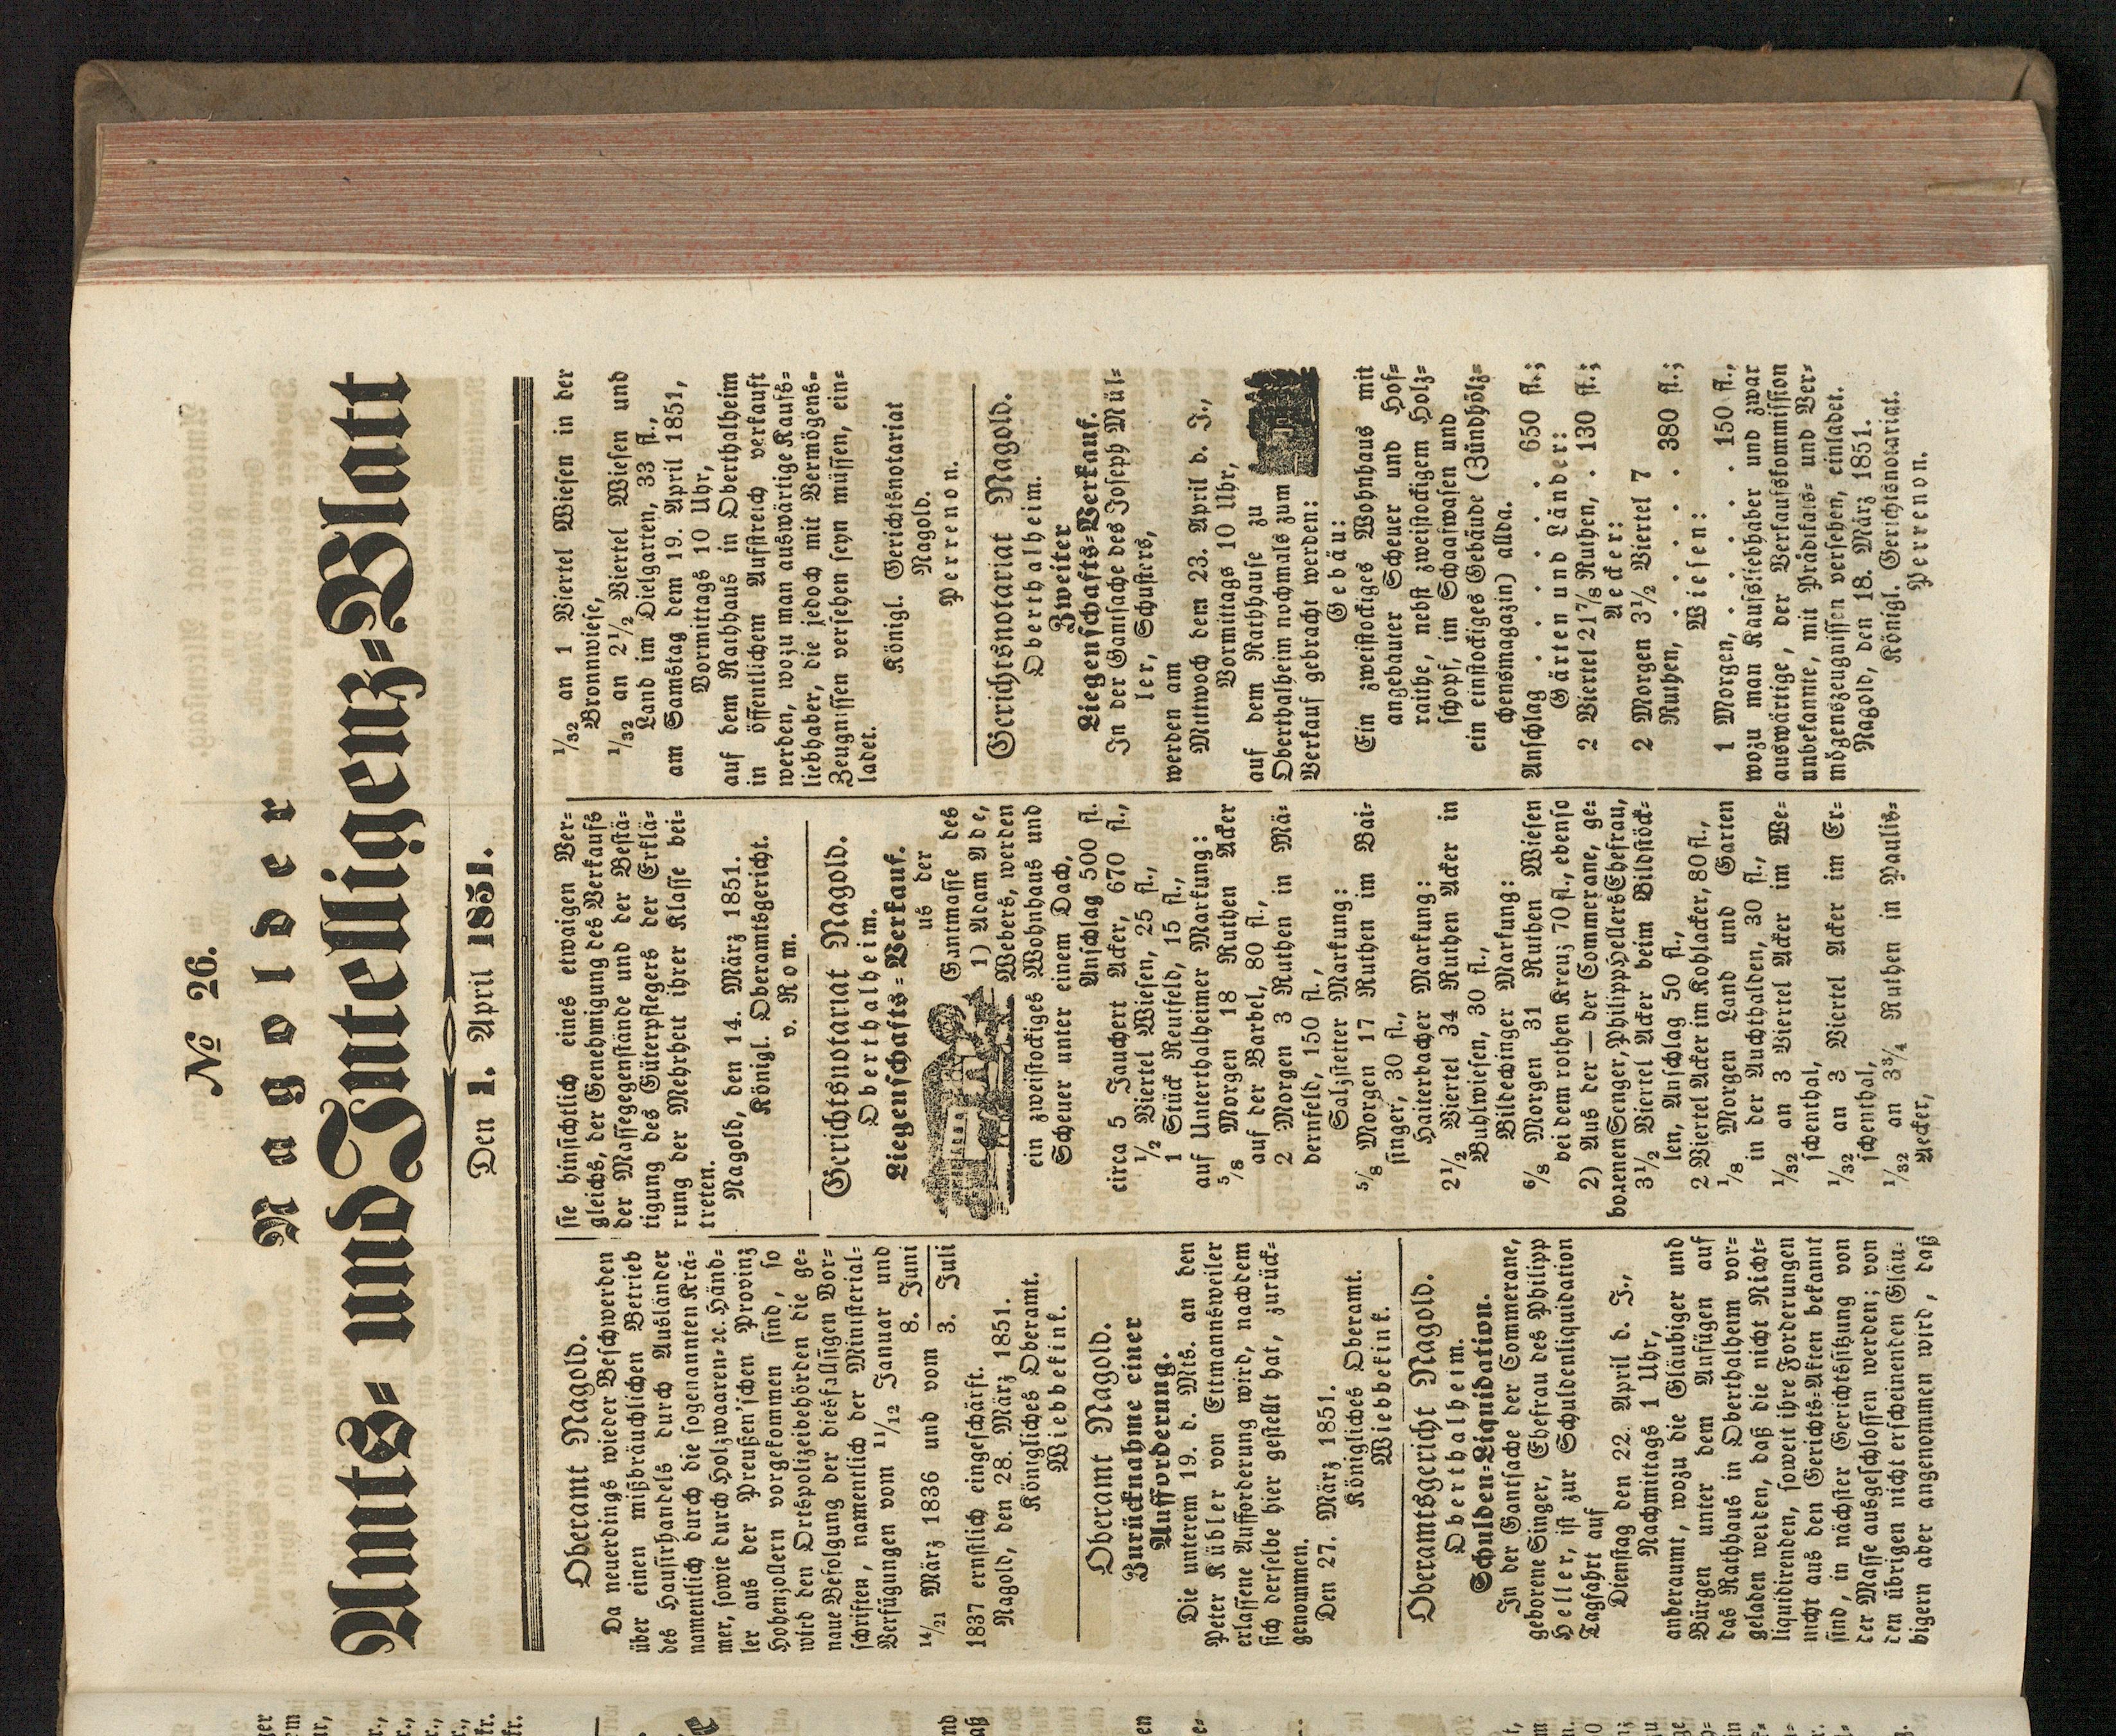 № 26.
Nagolder
Amts- und Intelligenz-Blatt
Den 1. April 1851.
Oberamt Nagold.
Da neuerdings wieder Beschwerden
über einen mißbräuchlichen Betrieb
des Hausirhandels durch Ausländer
namentlich durch die sogenannten Krä-
mer, sowie durch Holzwaaren- ꝛc. Händ-
ler aus der Preußen'schen Provinz
Hohenzollern vorgekommen sind, so
wird den Ortspolizeibehörden die ge-
naue Befolgung der diesfallsigen Vor-
schriften, namentlich der Ministerial-
Verfügungen vom 11/12 Januar und
14/21 März 1836 und vom 8. Juni / 3. Juli
1837 ernstlich eingeschärft.
Nagold, den 28. März 1851.
Königliches Oberamt.
Wiebbekink.
Oberamt Nagold.
Zurücknahme einer
Aufforderung.
Die unterem 19. d. Mts. an den
Peter Kübler von Ettmannsweiler
erlassene Aufforderung wird, nachdem
sich derselbe hier gestellt hat, zurück-
genommen.
Den 27. März 1851.
Königliches Oberamt.
Wiebbekink.
Oberamtsgericht Nagold.
Oberthalheim.
Schulden-Liquidation.
In der Gantsache der Commerane,
geborene Singer, Ehefrau des Philipp
Heller, ist zur Schuldenliquidation
Tagfahrt auf
Dienstag den 22. April d. J.,
Nachmittags 1 Uhr,
anberaumt, wozu die Gläubiger und
Bürgen unter dem Anfügen auf
das Rathhaus in Oberthalheim vor-
geladen werden, daß die nicht Nicht-
liquidirenden, soweit ihre Forderungen
nicht aus den Gerichts-Akten bekannt
sind, in nächster Gerichtssitzung von
der Masse ausgeschlossen werden; von
den übrigen nicht erscheinenden Gläu-
bigern aber angenommen wird, daß
sie hinsichtlich eines etwaigen Ver-
gleichs, der Genehmigung des Verkaufs
der Massegegenstände und der Bestä-
tigung des Güterpflegers der Erklä-
rung der Mehrheit ihrer Klasse bei-
treten.
Nagold, den 14. März 1851.
Königl. Oberamtsgericht.
v. Rom.
Gerichtsnotariat Nagold.
Oberthalheim.
Liegenschafts-Verkauf.
us der
Gantmasse des
1) Adam Ade,
Webers, werden
ein zweistockiges Wohnhaus und
Scheuer unter einem Dach,
Anschlag 500 fl.
circa 5 Jauchert Acker, 670 fl.,
1/2 Viertel Wiesen, 25 fl.,
1 Stück Reutfeld, 15 fl.,
auf Unterthalheimer Markung:
5/8 Morgen 18 Ruthen Acker
auf der Barbel, 80 fl.,
2 Morgen 3 Ruthen in Mä-
dernfeld, 150 fl.,
Salzstetter Markung:
5/8 Morgen 17 Ruthen im Bai-
singer, 30 fl.,
Haiterbacher Markung:
2 1/2 Viertel 34 Ruthen Acker in
Buhlwiesen, 30 fl.,
Bildechinger Markung:
6/8 Morgen 31 Ruthen Wiesen
bei dem rothen Kreuz 70 fl., ebenso
2) Aus der — der Commerane, ge-
borenen Senger, Philipp Hellers Ehefrau,
3 1/2 Viertel Acker beim Bildstöck-
len, Anschlag 50 fl.,
2 Viertel Acker im Kohlacker, 80 fl.,
1/8 Morgen Land und Garten
in der Auchthalden, 30 fl.,
1/32 an 3 Viertel Acker im We-
schenthal,
1/32 an 3 Viertel Acker im Er-
schenthal,
1/32 an 3 3/4 Ruthen in Paulis-
Aecker,
1/32 an 1 Viertel Wiesen in der
Bronnwiese,
1/32 an 2 1/2 Viertel Wiesen und
Land im Dielgarten, 33 fl.,
am Samstag dem 19. April 1851,
Vormittags 10 Uhr,
auf dem Rathhaus in Oberthalheim
in öffentlichem Aufstreich verkauft
werden, wozu man auswärtige Kaufs-
liebhaber, die jedoch mit Vermögens-
Zeugnissen versehen seyn müssen, ein-
ladet.
Königl. Gerichtsnotariat
Nagold.
Perrenon.
Gerichtsnotariat Nagold.
Oberthalheim.
Zweiter
Liegenschafts-Verkauf.
In der Gantsache des Joseph Mül-
ler, Schusters,
werden am
Mittwoch dem 23. April d. J.,
Vormittags 10 Uhr,
auf dem Rathhause zu
Oberthalheim nochmals zum
Verkauf gebracht werden:
Gebäu:
Ein zweistockiges Wohnhaus mit
angebauter Scheuer und Hof-
raithe, nebst zweistockigem Holz-
schopf, im Schaafwasen und
ein einstockiges Gebäude (Zündhölz-
chensmagazin) allda.
Anschlag . . . . . 650 fl.;
Gärten und Länder:
2 Viertel 21 7/8 Ruthen, . 130 fl.;
Aecker:
2 Morgen 3 1/2 Viertel 7
Ruthen, . . . . . 380 fl.;
Wiesen:
1 Morgen, . . . . . 150 fl.,
wozu man Kaufsliebhaber und zwar
auswärtige, der Verkaufskommission
unbekannte, mit Prädikats- und Ver-
mögenszeugnissen versehen, einladet.
Nagold, den 18. März 1851.
Königl. Gerichtsnotariat.
Perrenon.